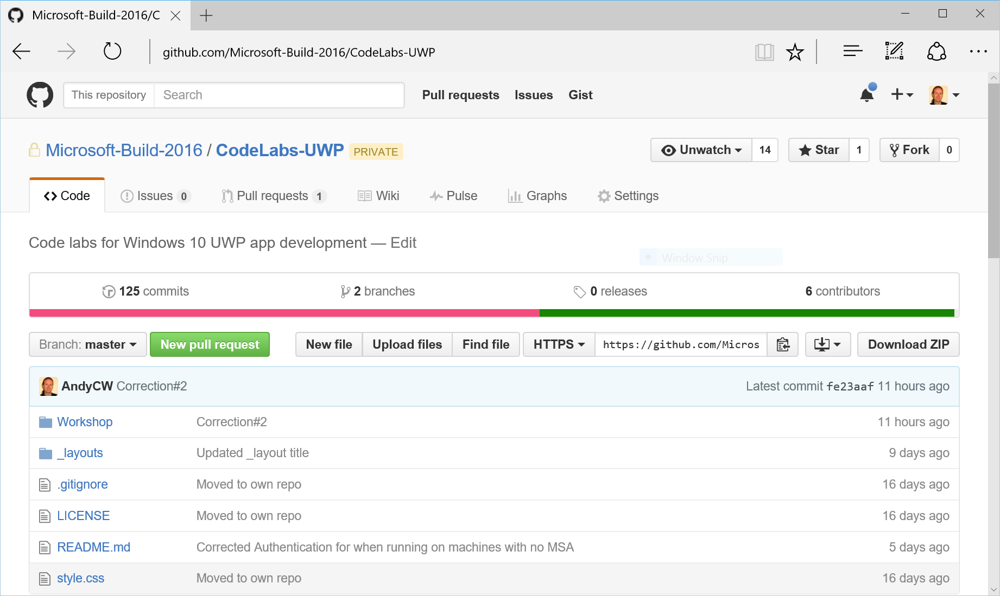 Microsoft-Build-2016/C
github.com/Microsoft-Build-2016/CodeLabs-UWP
This repository Search Pull requests Issues Gist
Microsoft-Build-2016 / CodeLabs-UWP PRIVATE Unwatch 14 Star 1 Fork 0
Code Issues 0 Pull requests 1 Wiki Pulse Graphs Settings
Code labs for Windows 10 UWP app development — Edit
Window Snip
125 commits 2 branches 0 releases 6 contributors
Branch: master New pull request New file Upload files Find file HTTPS https://github.com/Micros Download ZIP
AndyCW Correction#2 Latest commit fe23aaf 11 hours ago
Workshop Correction#2 11 hours ago
_layouts Updated _layout title 9 days ago
.gitignore Moved to own repo 16 days ago
LICENSE Moved to own repo 16 days ago
README.md Corrected Authentication for when running on machines with no MSA 5 days ago
style.css Moved to own repo 16 days ago